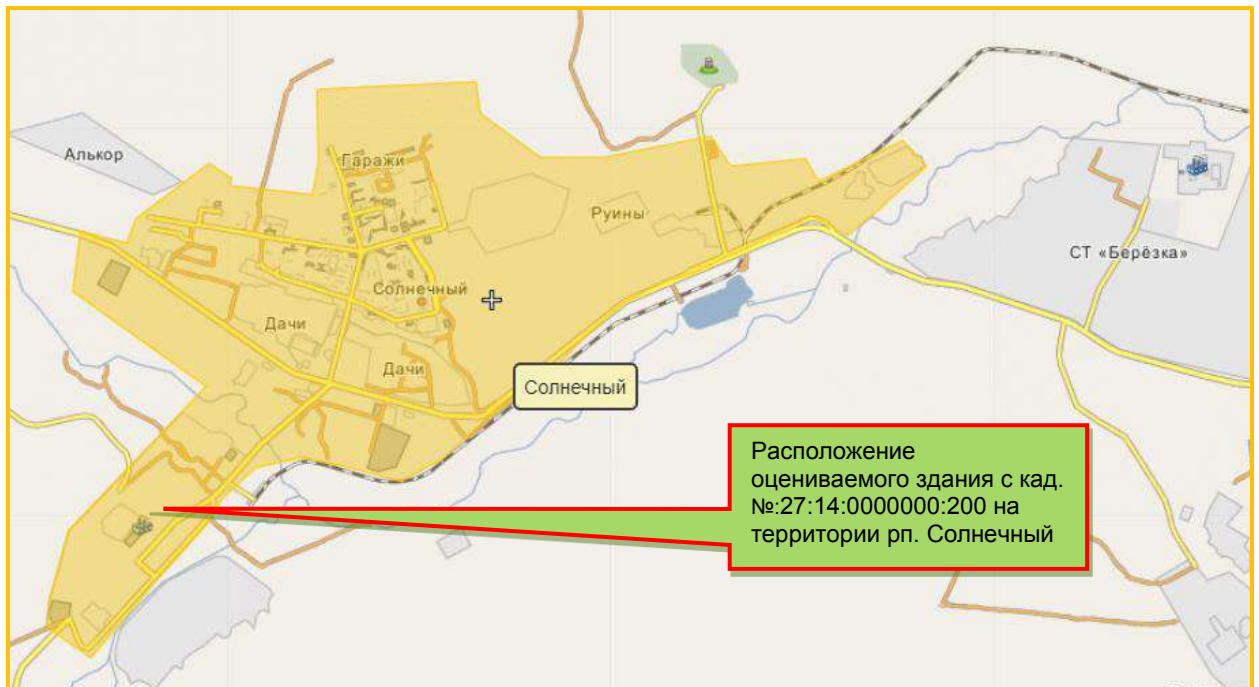 Алькор
Гаражи
Руины
СТ «Берёзка»
Солнечный
Дачи
Дачи
Солнечный
Расположение
оцениваемого здания с кад.
№:27:14:0000000:200 на
территории рп. Солнечный